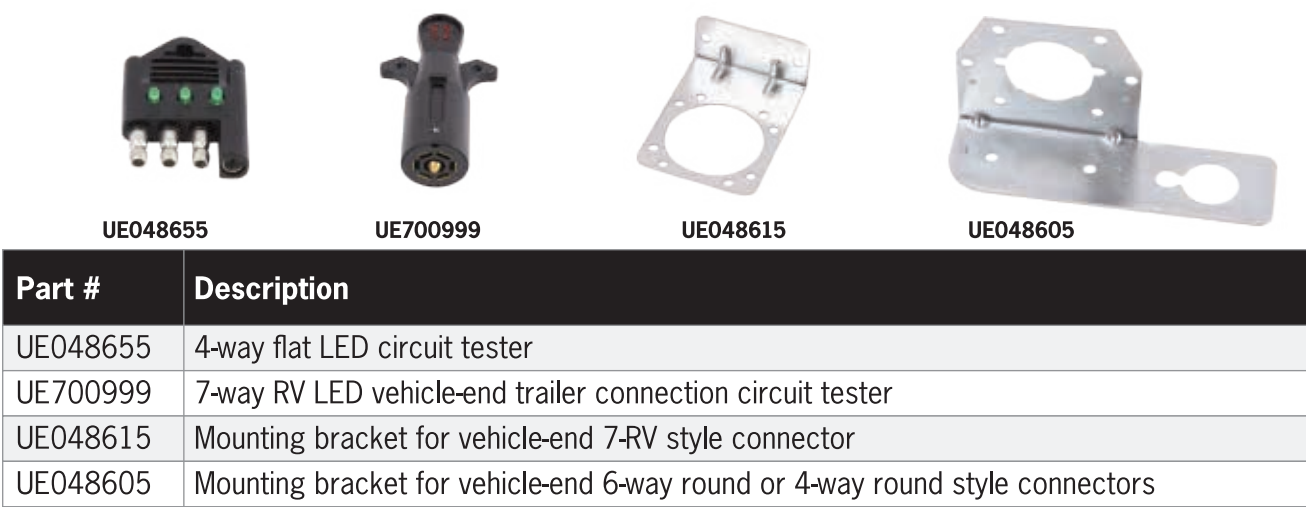 UE048655 UE700999 UE048615 UE048605
Part # Description
UE048655 4-way flat LED circuit tester
UE700999 7-way RV LED vehicle-end trailer connection circuit tester
UE048615 Mounting bracket for vehicle-end 7-RV style connector
UE048605 Mounting bracket for vehicle-end 6-way round or 4-way round style connectors